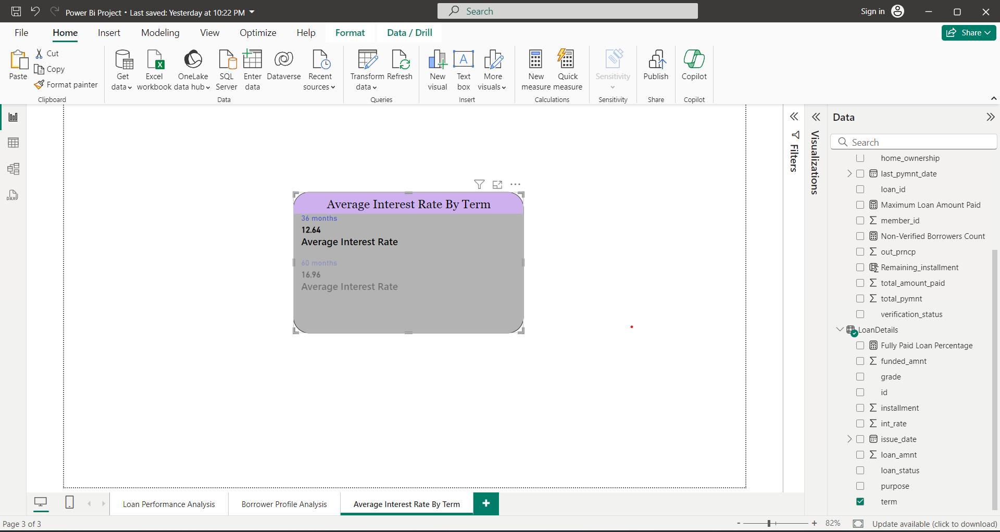 Power Bi Project • Last saved: Yesterday at 10:22 PM
Search
Sign in
File
Home
Insert
Modeling
View
Optimize
Help
Format
Data / Drill
Share
Paste
Cut
Copy
Format painter
Clipboard
Get data
Excel workbook
OneLake data hub
SQL Server
Enter data
Dataverse
Recent sources
Data
Transform data
Refresh
Queries
New visual
Text box
More visuals
Insert
New measure
Quick measure
Calculations
Sensitivity
Sensitivity
Publish
Share
Copilot
Copilot
DAX
Average Interest Rate By Term
36 months
12.64
Average Interest Rate
60 months
16.96
Average Interest Rate
Filters
Visualizations
Data
Search
home_ownership
last_pymnt_date
loan_id
Maximum Loan Amount Paid
member_id
Non-Verified Borrowers Count
out_prncp
Remaining_installment
total_amount_paid
total_pymnt
verification_status
LoanDetails
Fully Paid Loan Percentage
funded_amnt
grade
id
installment
int_rate
issue_date
loan_amnt
loan_status
purpose
term
Loan Performance Analysis
Borrower Profile Analysis
Average Interest Rate By Term
Page 3 of 3
- + 82%
Update available (click to download)